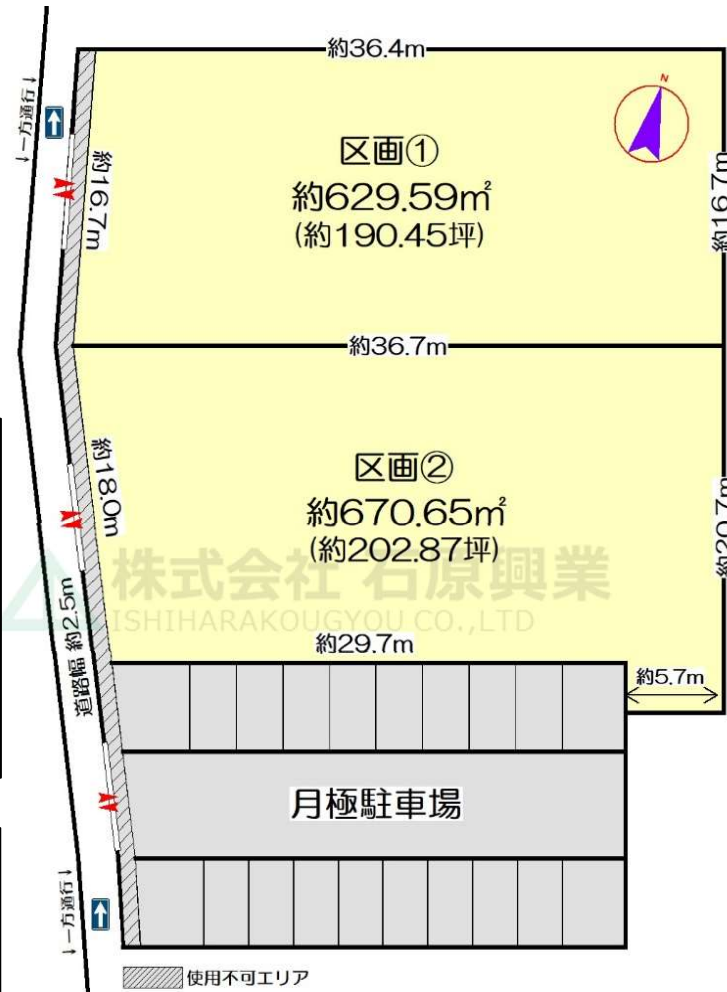 約36.4m
N
↓一方通行↓
約16.7m
区画①
約629.59㎡
(約190.45坪)
約16.7m
約36.7m
約18.0m
区画②
約670.65㎡
(約202.87坪)
約20.7m
株式会社 石原興業
ISHIHARAKOUGYOU CO.,LTD
道路幅 約2.5m
約29.7m
約5.7m
月極駐車場
↓一方通行↓
使用不可エリア